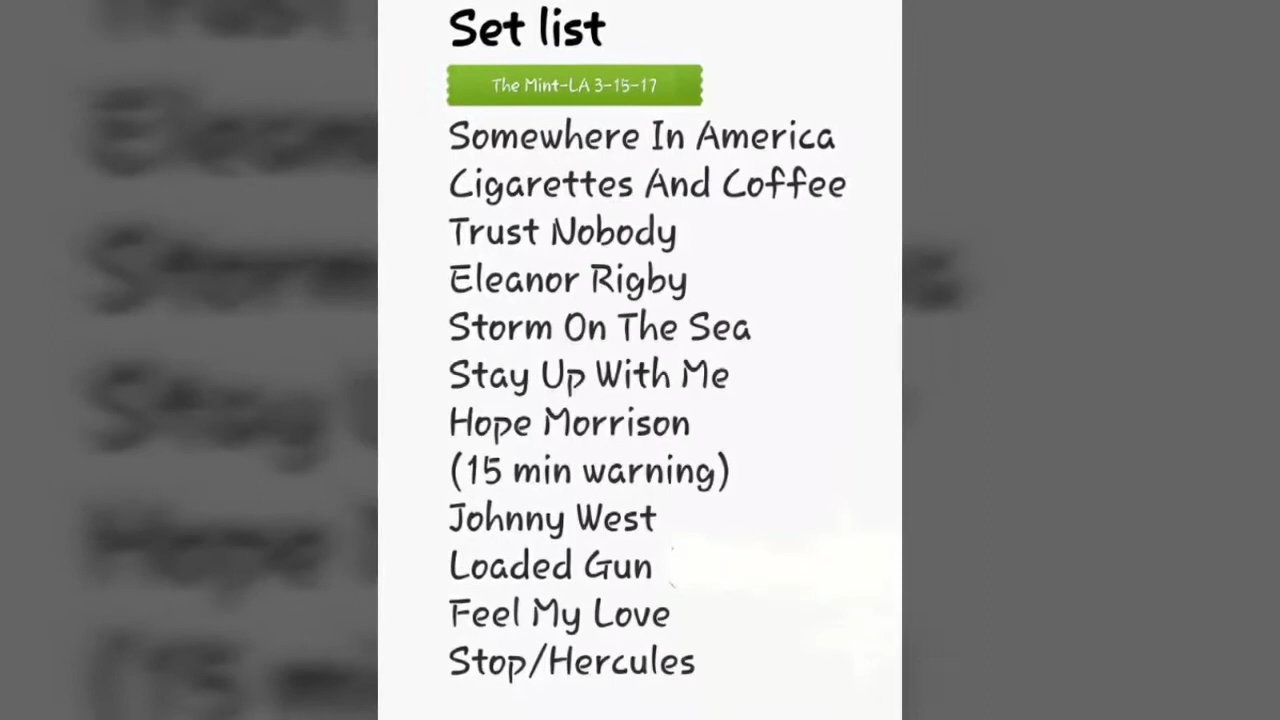 Set list
The Mint-LA 3-15-17
Somewhere In America
Cigarettes And Coffee
Trust Nobody
Eleanor Rigby
Storm On The Sea
Stay Up With Me
Hope Morrison
(15 min warning)
Johnny West
Loaded Gun
Feel My Love
Stop/Hercules